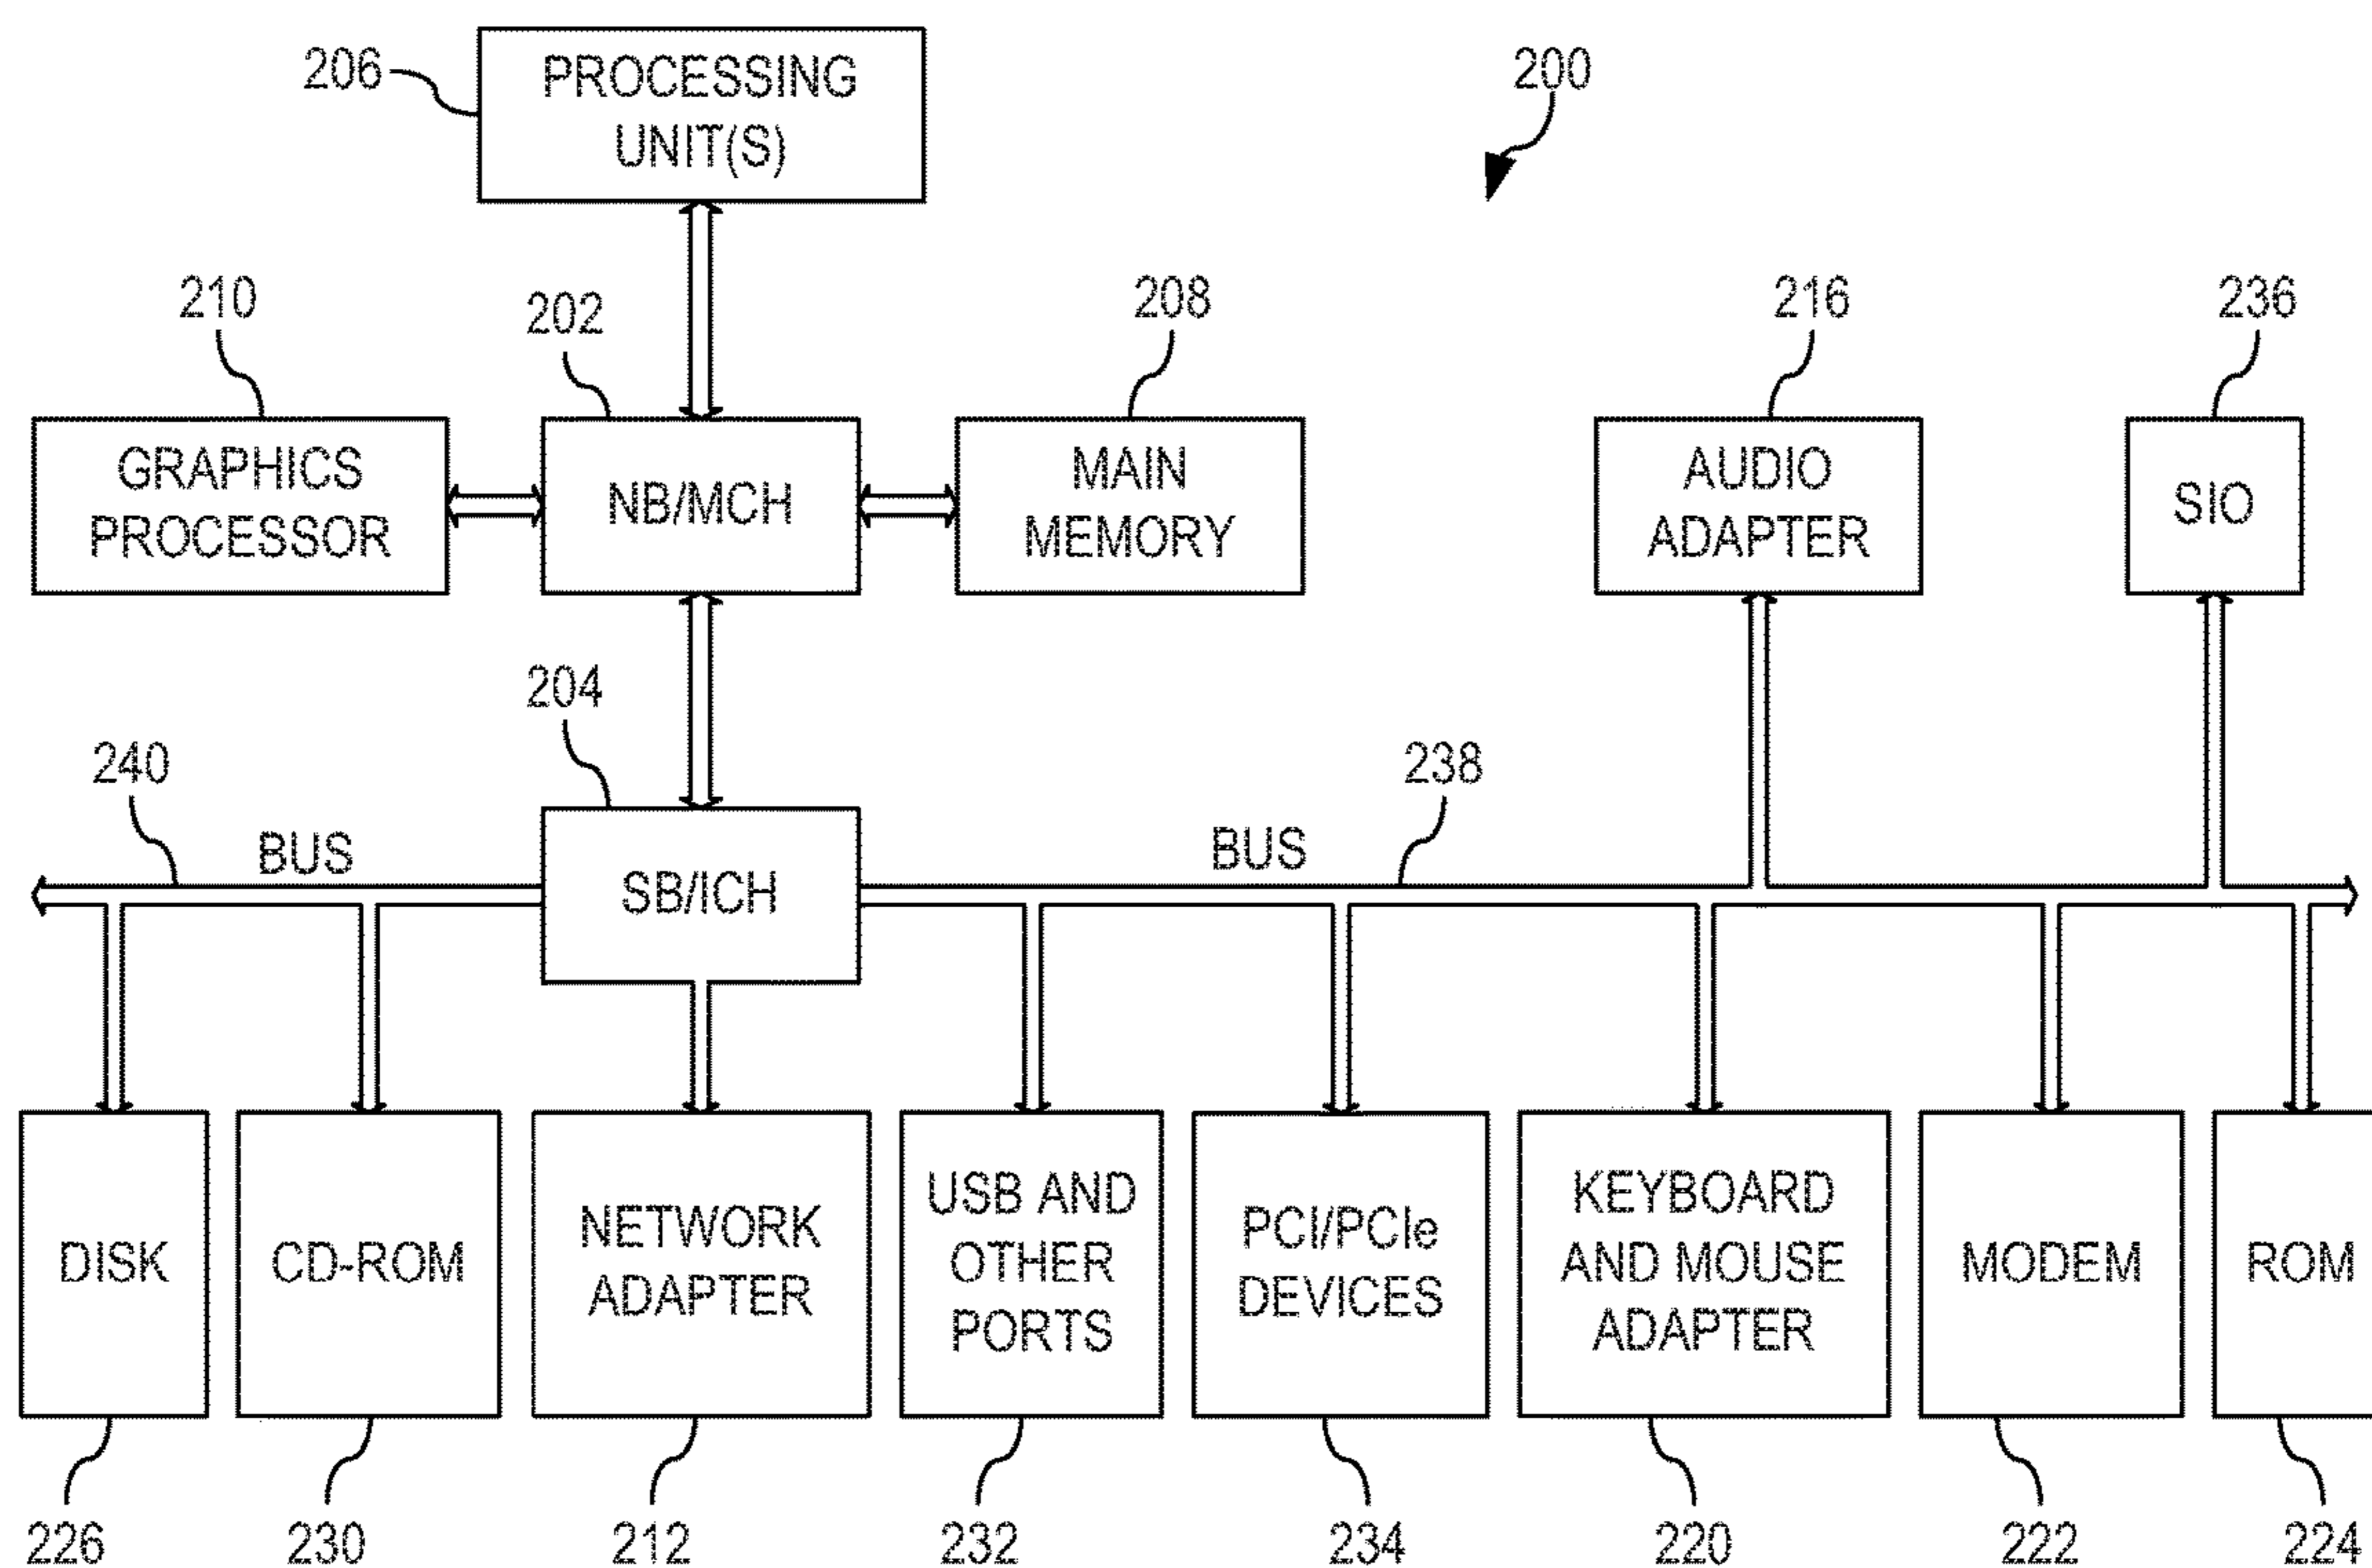 206
PROCESSING
UNIT(S)
200
210
202
208
216
236
GRAPHICS
PROCESSOR
NB/MCH
MAIN
MEMORY
AUDIO
ADAPTER
SIO
204
240
BUS
SB/ICH
BUS
238
DISK
CD-ROM
NETWORK
ADAPTER
USB AND
OTHER
PORTS
PCI/PCIe
DEVICES
KEYBOARD
AND MOUSE
ADAPTER
MODEM
ROM
226
230
212
232
234
220
222
224